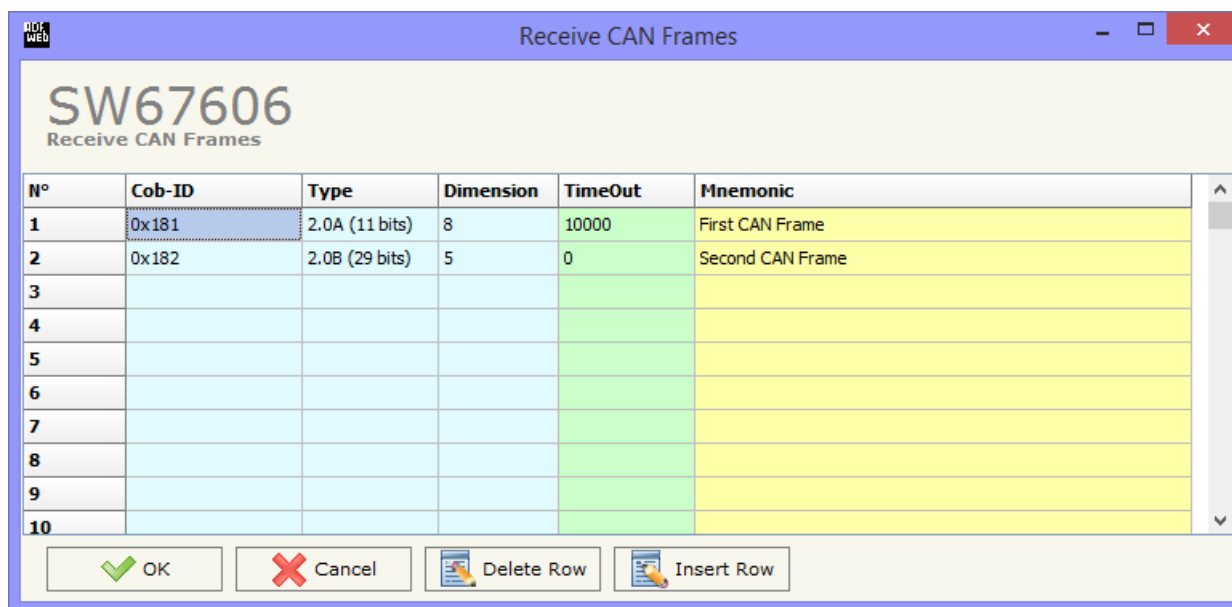 ADF WEB
Receive CAN Frames
SW67606
Receive CAN Frames
N° Cob-ID Type Dimension TimeOut Mnemonic
1 0x181 2.0A (11 bits) 8 10000 First CAN Frame
2 0x182 2.0B (29 bits) 5 0 Second CAN Frame
3
4
5
6
7
8
9
10
OK Cancel Delete Row Insert Row